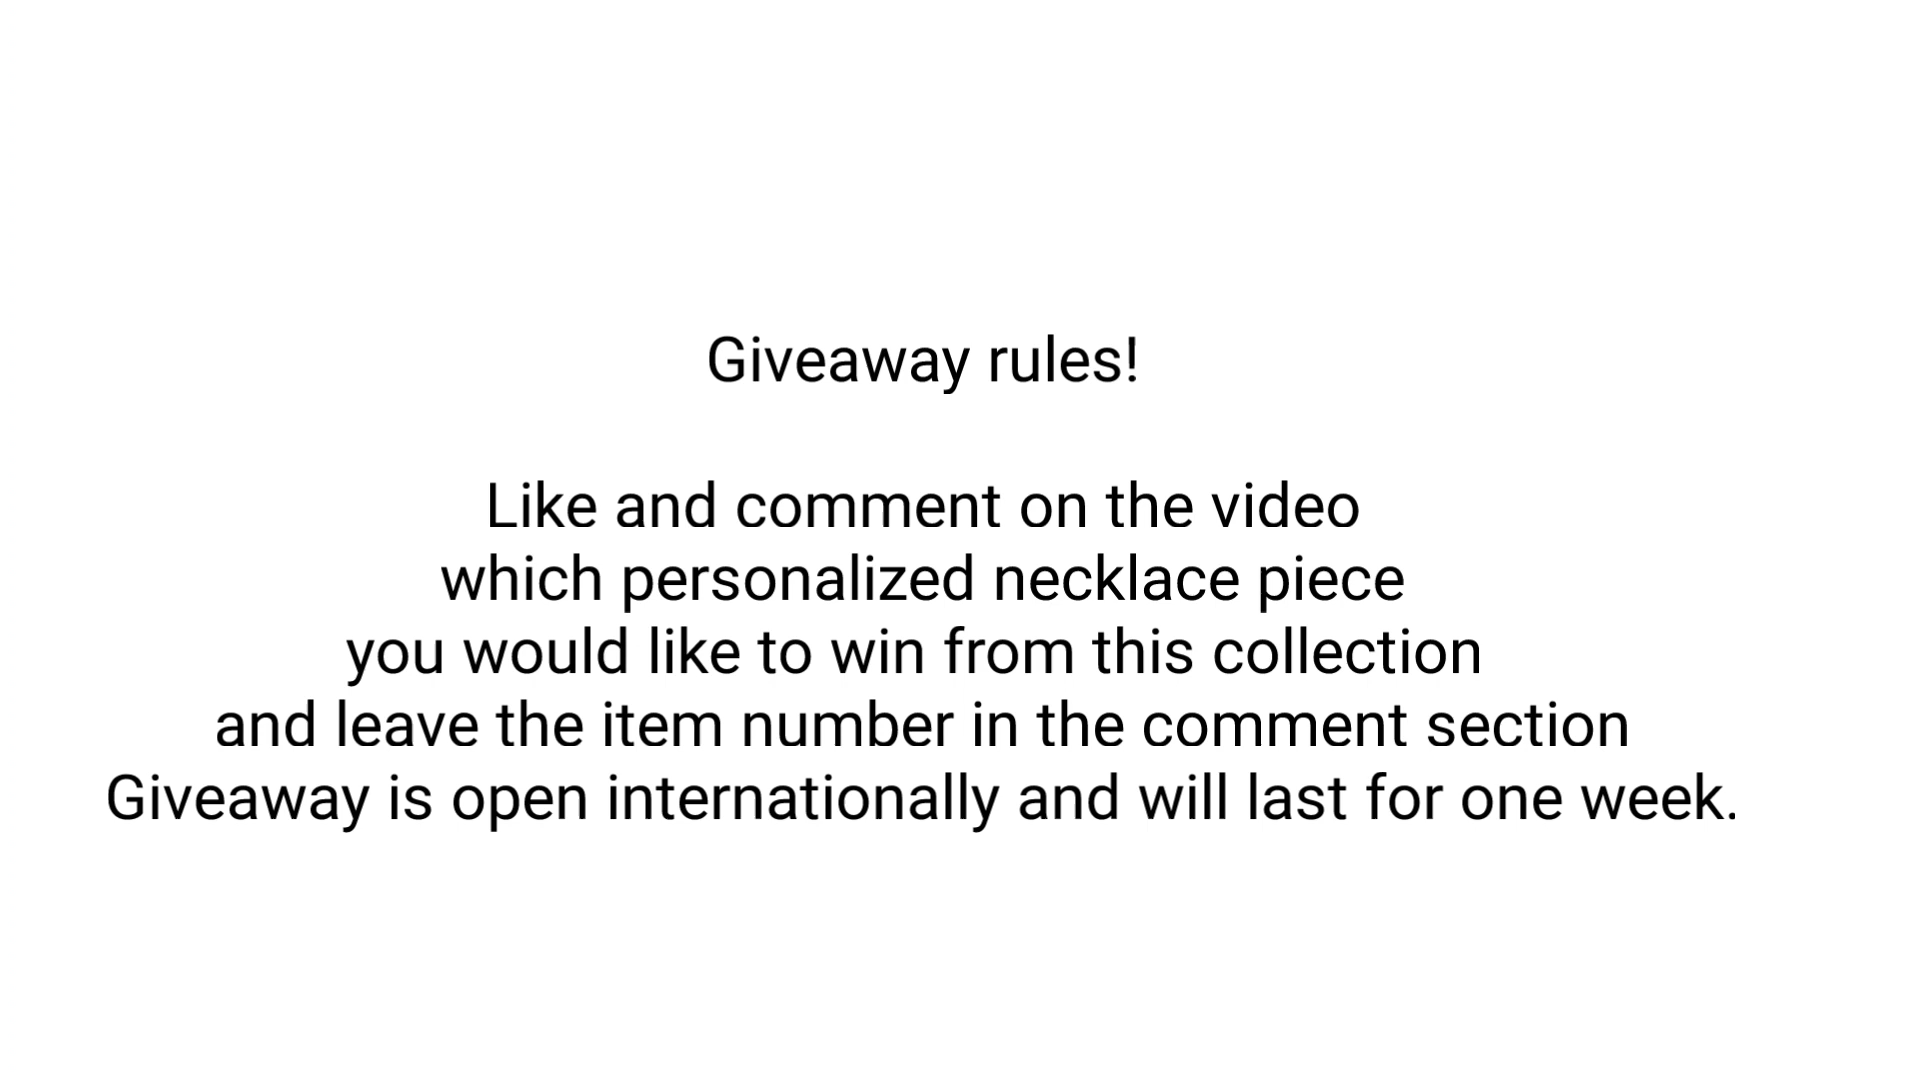 Giveaway rules!
Like and comment on the video
which personalized necklace piece
you would like to win from this collection
and leave the item number in the comment section
Giveaway is open internationally and will last for one week.